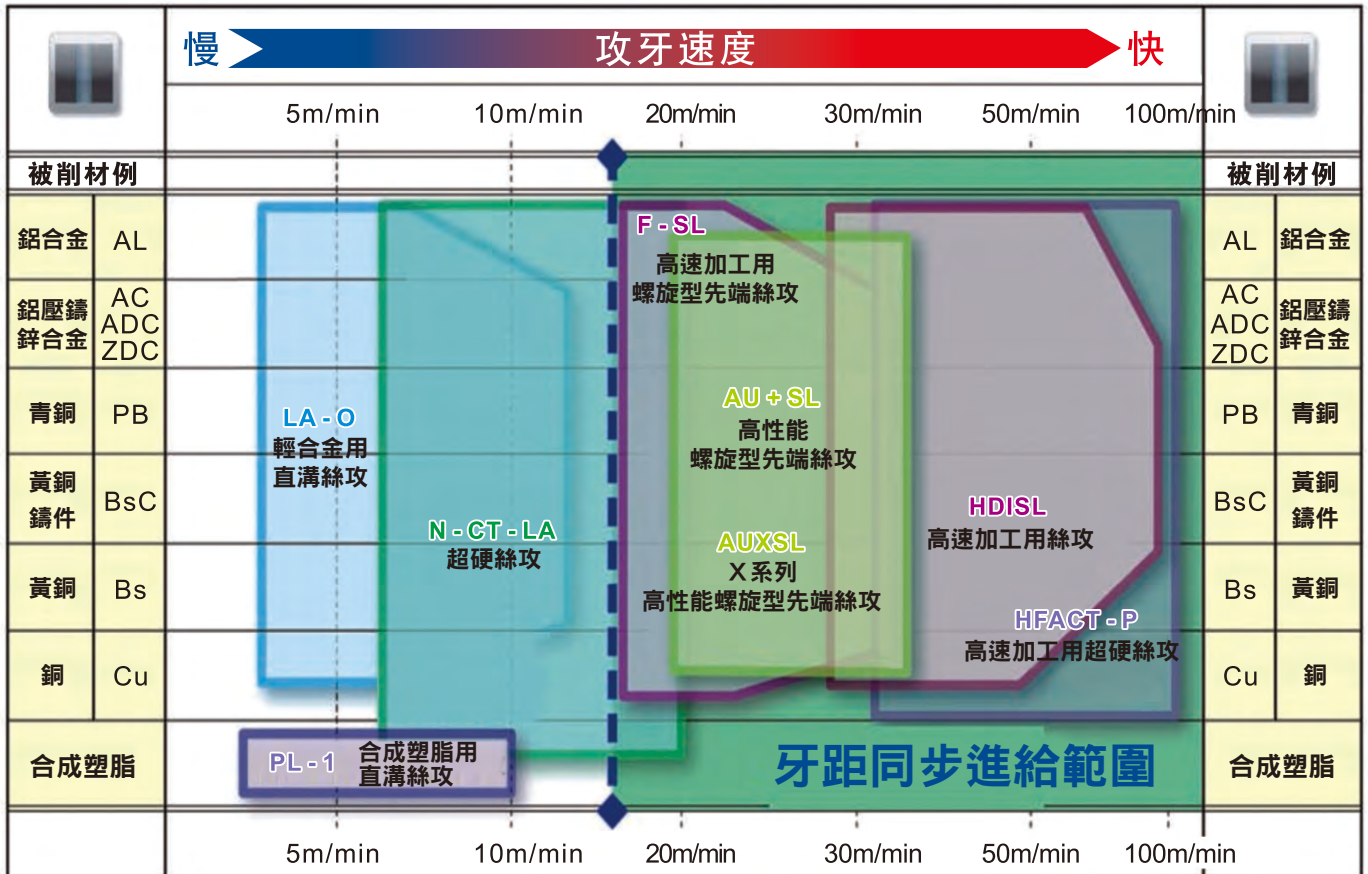 慢 攻牙速度 快
5m/min 10m/min 20m/min 30m/min 50m/min 100m/min
被削材例 被削材例
鋁合金 AL
AL 鋁合金
鋁壓鑄
鋅合金
AC
ADC
ZDC
AC
ADC
ZDC
鋁壓鑄
鋅合金
青銅 PB
PB 青銅
黃銅
鑄件
BsC
BsC
黃銅
鑄件
黃銅 Bs
Bs 黃銅
銅 Cu
Cu 銅
合成塑脂
合成塑脂
F - SL
高速加工用
螺旋型先端絲攻
LA - O
輕合金用
直溝絲攻
AU + SL
高性能
螺旋型先端絲攻
N - CT - LA
超硬絲攻
AUXSL
X系列
高性能螺旋型先端絲攻
HDISL
高速加工用絲攻
HFACT - P
高速加工用超硬絲攻
PL - 1
合成塑脂用
直溝絲攻
牙距同步進給範圍
5m/min 10m/min 20m/min 30m/min 50m/min 100m/min